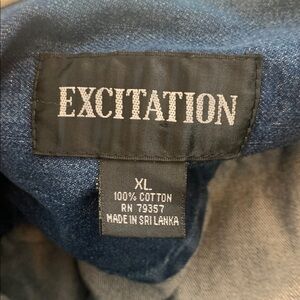 EXCITATION
XL
100% COTTON
RN 79357
MADE IN SRI LANKA